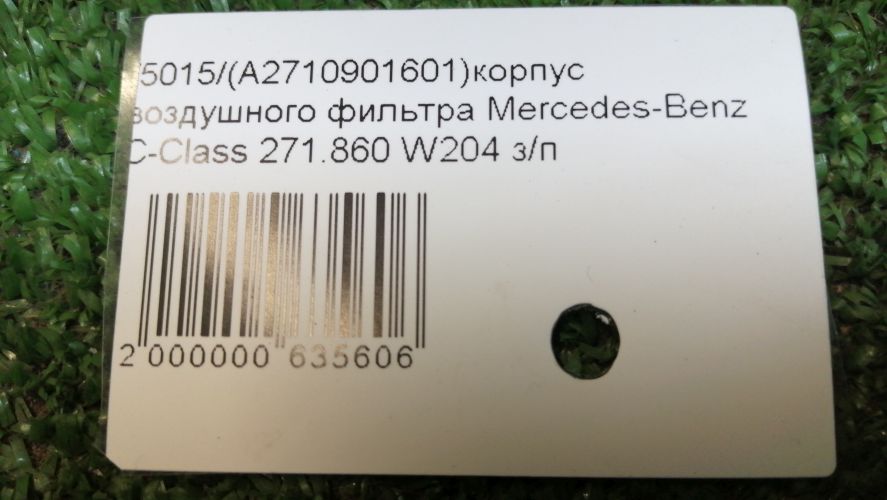 5015/(A2710901601)корпус
воздушного фильтра Mercedes-Benz
C-Class 271.860 W204 з/п
2 000000 635606